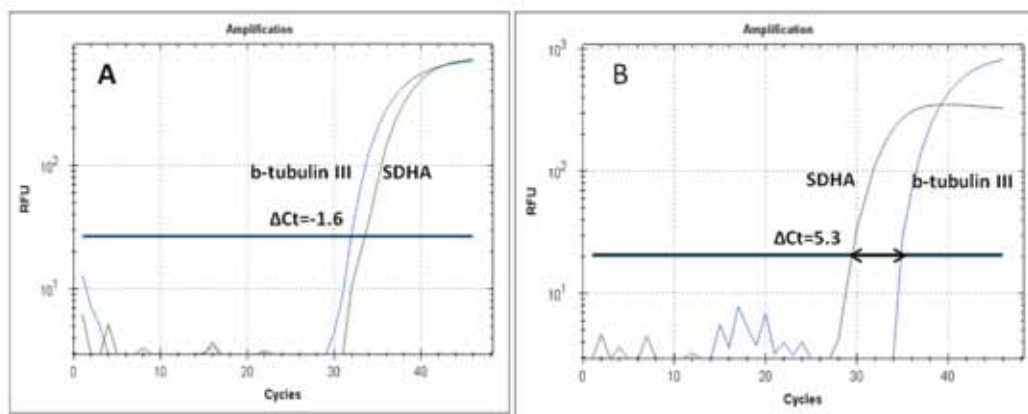 Amplification
A
10²
10¹
RFU
b-tubulin III
SDHA
ΔCt=-1.6
0
10
20
30
40
Cycles
Amplification
B
10³
10²
10¹
RFU
SDHA
b-tubulin III
ΔCt=5.3
0
10
20
30
40
Cycles